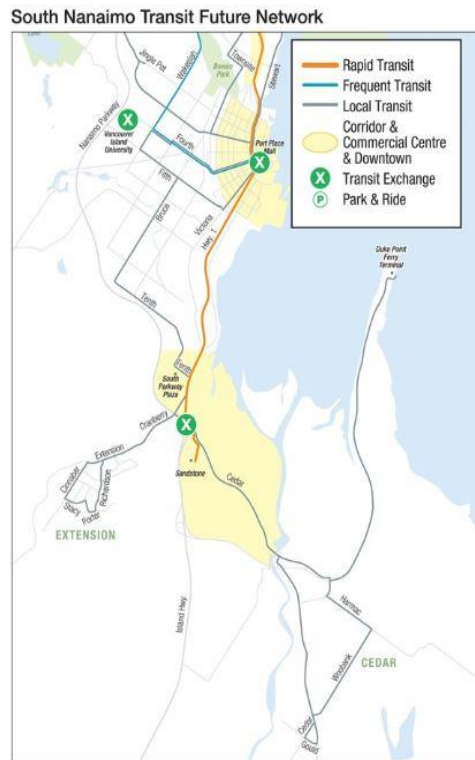 South Nanaimo Transit Future Network
Rapid Transit
Frequent Transit
Local Transit
Corridor &
Commercial Centre
& Downtown
X
Transit Exchange
P
Park & Ride
Jingle Pot
Wakesiah
Bowen
Park
Townsite
Stewart
Nanaimo Parkway
X
Vancouver
Island
University
Fourth
Port Place
Mall
X
Fifth
Bruce
Victoria
Hwy. 1
Duke Point
Ferry
Terminal
Tenth
Tenth
South
Parkway
Plaza
Cranberry
X
Extension
Sandstone
Cinnabar
Richardson
Stacy
Porter
EXTENSION
Cedar
Island Hwy.
Harmac
Woobank
CEDAR
Cedar
Gould